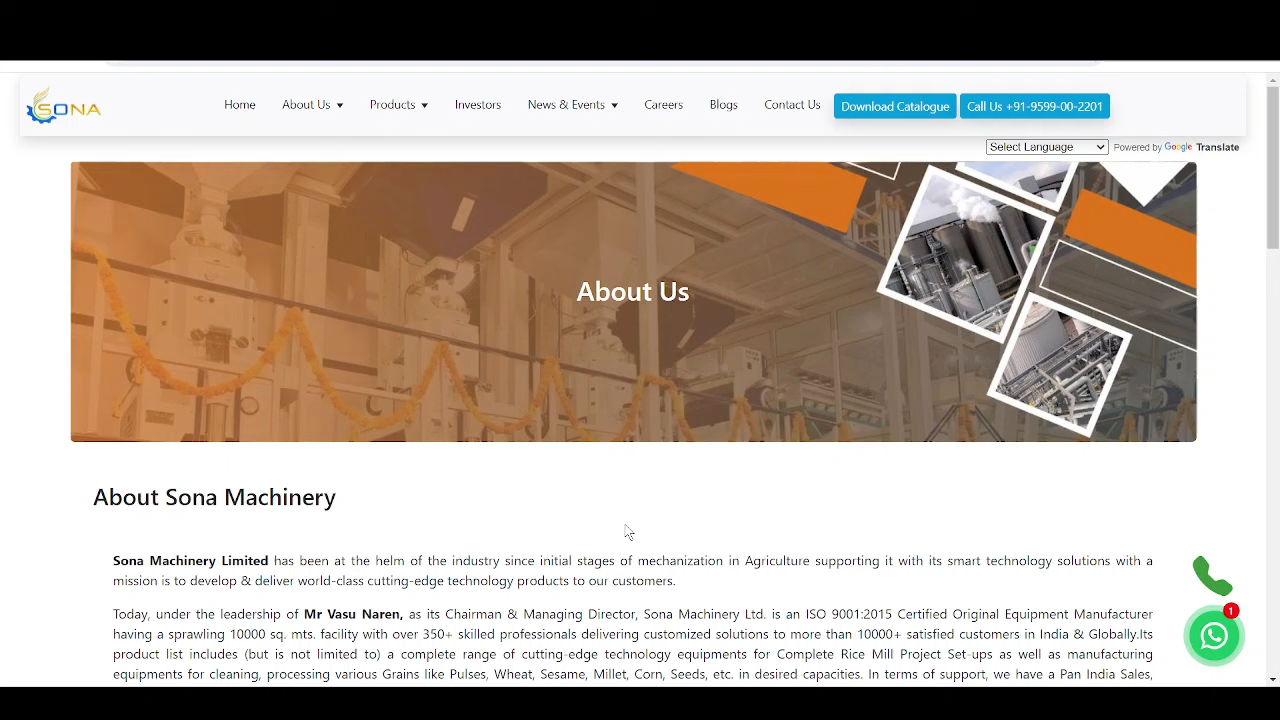 SONA
Home About Us Products Investors News & Events Careers Blogs Contact Us Download Catalogue Call Us +91-9599-00-2201
Select Language Powered by Google Translate
About Us
About Sona Machinery
Sona Machinery Limited has been at the helm of the industry since initial stages of mechanization in Agriculture supporting it with its smart technology solutions with a
mission is to develop & deliver world-class cutting-edge technology products to our customers.
Today, under the leadership of Mr Vasu Naren, as its Chairman & Managing Director, Sona Machinery Ltd. is an ISO 9001:2015 Certified Original Equipment Manufacturer
having a sprawling 10000 sq. mts. facility with over 350+ skilled professionals delivering customized solutions to more than 10000+ satisfied customers in India & Globally.Its
product list includes (but is not limited to) a complete range of cutting-edge technology equipments for Complete Rice Mill Project Set-ups as well as manufacturing
equipments for cleaning, processing various Grains like Pulses, Wheat, Sesame, Millet, Corn, Seeds, etc. in desired capacities. In terms of support, we have a Pan India Sales,
1